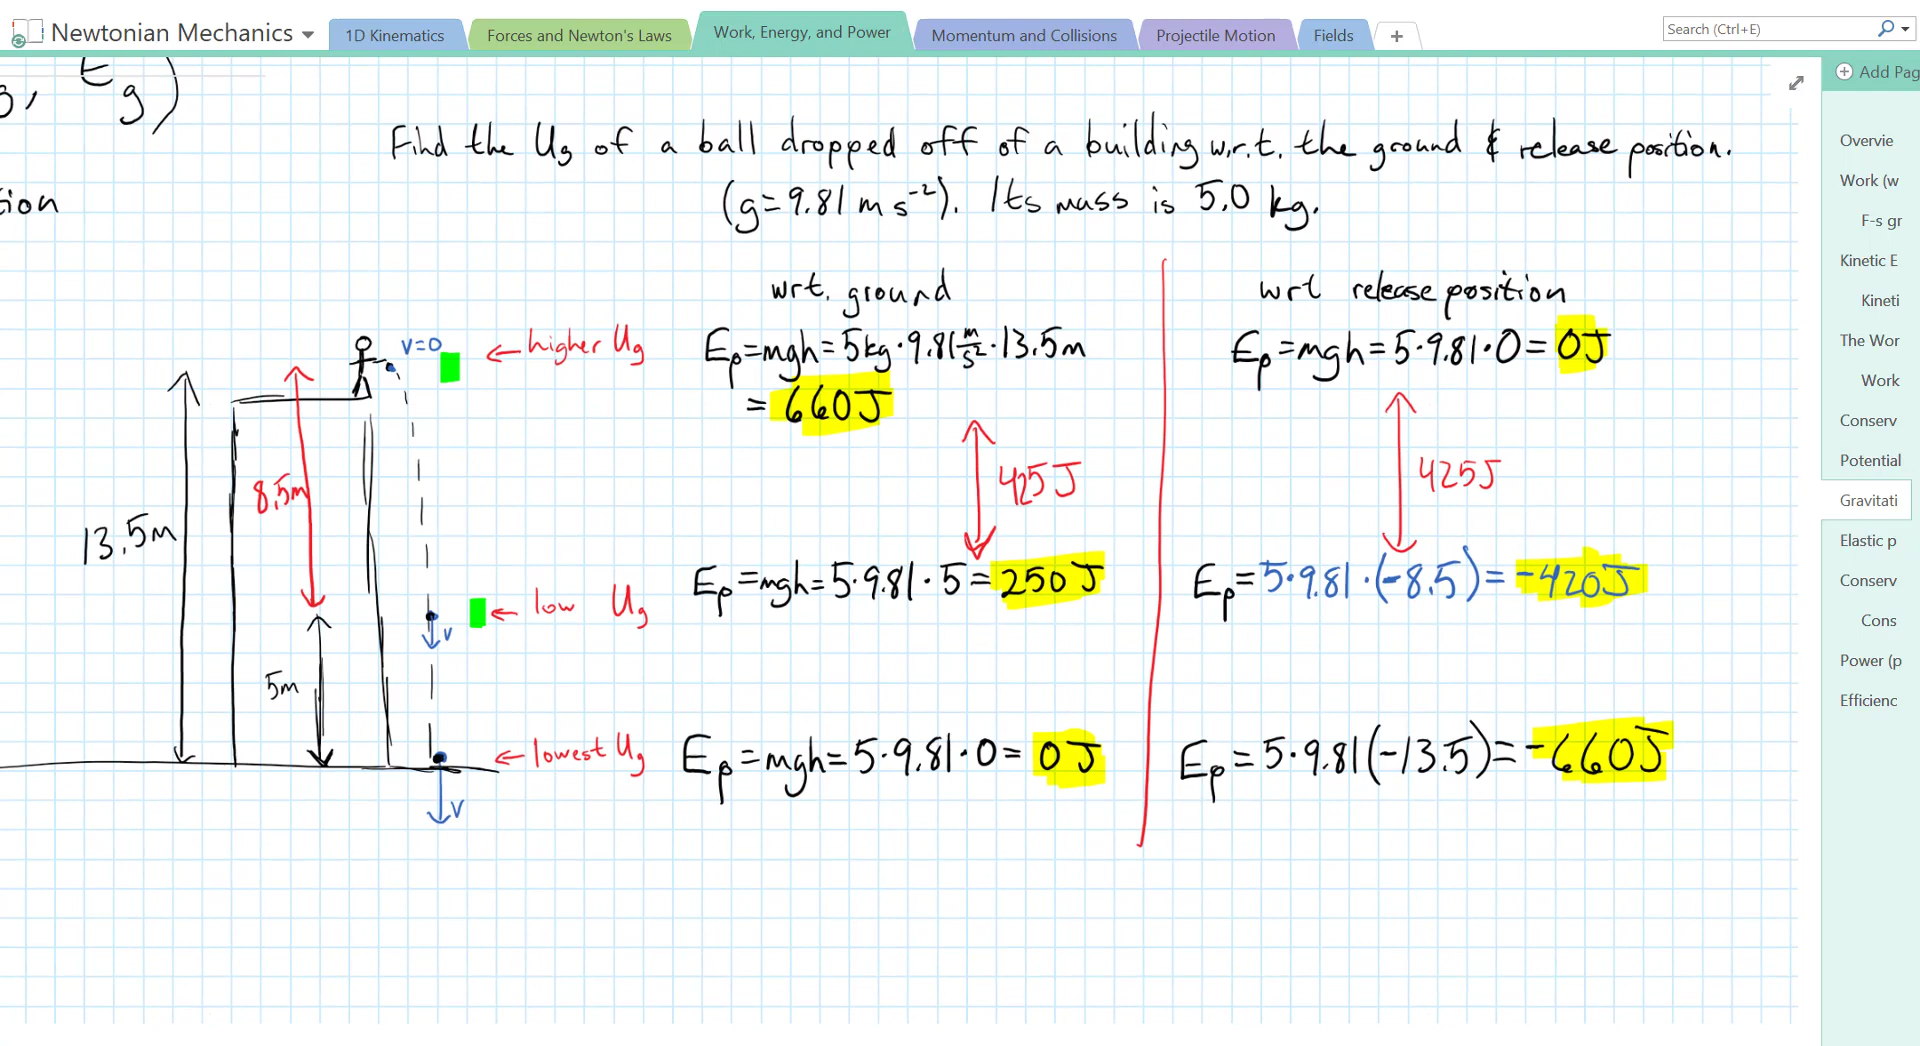 Newtonian Mechanics
1D Kinematics
Forces and Newton's Laws
Work, Energy, and Power
Momentum and Collisions
Projectile Motion
Fields
+
Search (Ctrl+E)
Add Pag
Overvie
Work (w
F-s gr
Kinetic E
Kineti
The Wor
Work
Conserv
Potential
Gravitati
Elastic p
Conserv
Cons
Power (p
Efficienc
g)
tion
Find the Ug of a ball dropped off of a building w.r.t. the ground & release position.
(g=9.81 m s⁻²). Its mass is 5.0 kg.
wrt. ground
Ep=mgh=5kg·9.81 m/s²·13.5m
= 660J
425J
Ep=mgh=5·9.81·5=250J
Ep=mgh=5·9.81·0=0J
wrt release position
Ep=mgh=5·9.81·0=0J
425J
Ep=5·9.81·(-8.5)=-420J
Ep=5·9.81(-13.5)=-660J
v=0
←higher Ug
8.5m
13.5m
← low Ug
v
5m
←lowest Ug
v